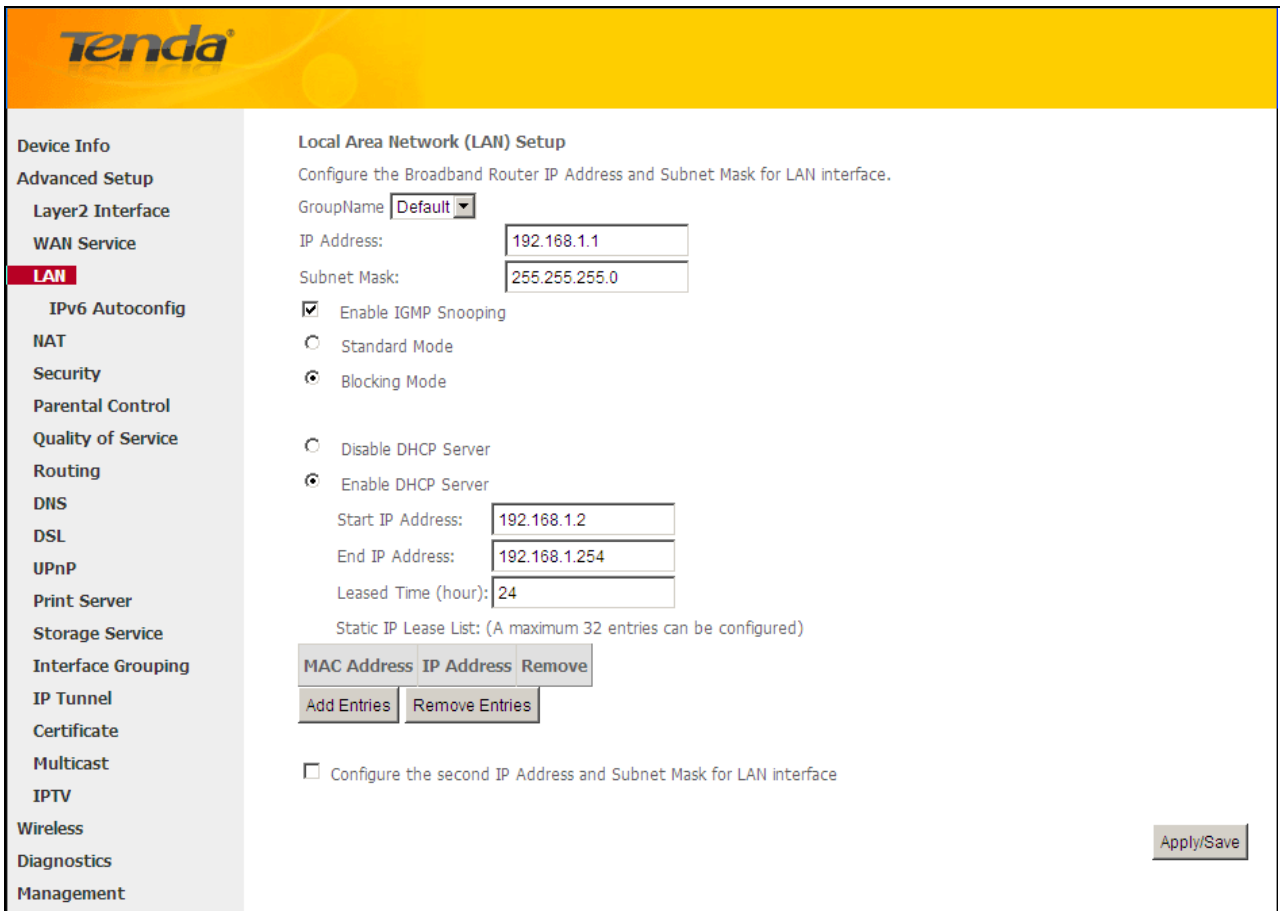 Tenda®
Device Info
Advanced Setup
Layer2 Interface
WAN Service
LAN
IPv6 Autoconfig
NAT
Security
Parental Control
Quality of Service
Routing
DNS
DSL
UPnP
Print Server
Storage Service
Interface Grouping
IP Tunnel
Certificate
Multicast
IPTV
Wireless
Diagnostics
Management
Local Area Network (LAN) Setup
Configure the Broadband Router IP Address and Subnet Mask for LAN interface.
GroupName Default
IP Address: 192.168.1.1
Subnet Mask: 255.255.255.0
Enable IGMP Snooping
Standard Mode
Blocking Mode
Disable DHCP Server
Enable DHCP Server
Start IP Address: 192.168.1.2
End IP Address: 192.168.1.254
Leased Time (hour): 24
Static IP Lease List: (A maximum 32 entries can be configured)
MAC Address IP Address Remove
Add Entries Remove Entries
Configure the second IP Address and Subnet Mask for LAN interface
Apply/Save